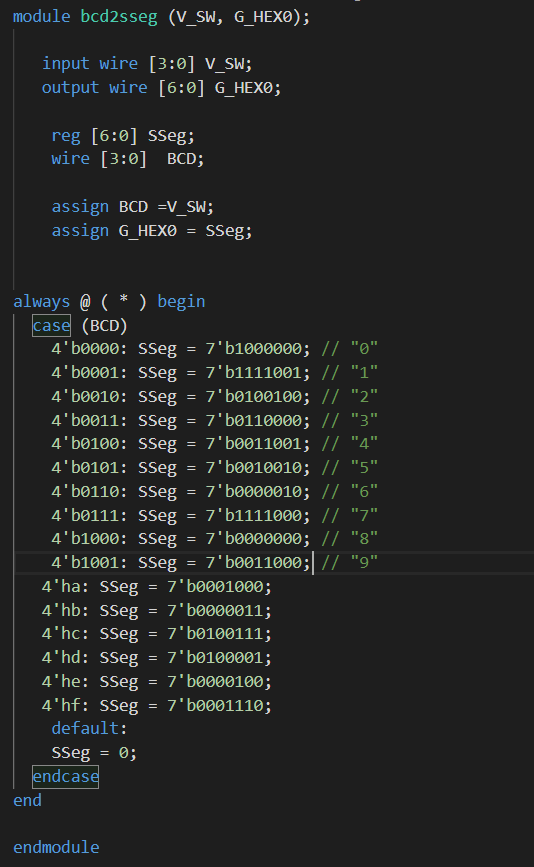 module bcd2sseg (V_SW, G_HEX0);
input wire [3:0] V_SW;
output wire [6:0] G_HEX0;
reg [6:0] SSeg;
wire [3:0]  BCD;
assign BCD =V_SW;
assign G_HEX0 = SSeg;
always @ ( * ) begin
case (BCD)
4'b0000: SSeg = 7'b1000000; // "0"
4'b0001: SSeg = 7'b1111001; // "1"
4'b0010: SSeg = 7'b0100100; // "2"
4'b0011: SSeg = 7'b0110000; // "3"
4'b0100: SSeg = 7'b0011001; // "4"
4'b0101: SSeg = 7'b0010010; // "5"
4'b0110: SSeg = 7'b0000010; // "6"
4'b0111: SSeg = 7'b1111000; // "7"
4'b1000: SSeg = 7'b0000000; // "8"
4'b1001: SSeg = 7'b0011000; // "9"
4'ha: SSeg = 7'b0001000;
4'hb: SSeg = 7'b0000011;
4'hc: SSeg = 7'b0100111;
4'hd: SSeg = 7'b0100001;
4'he: SSeg = 7'b0000100;
4'hf: SSeg = 7'b0001110;
default:
SSeg = 0;
endcase
end
endmodule